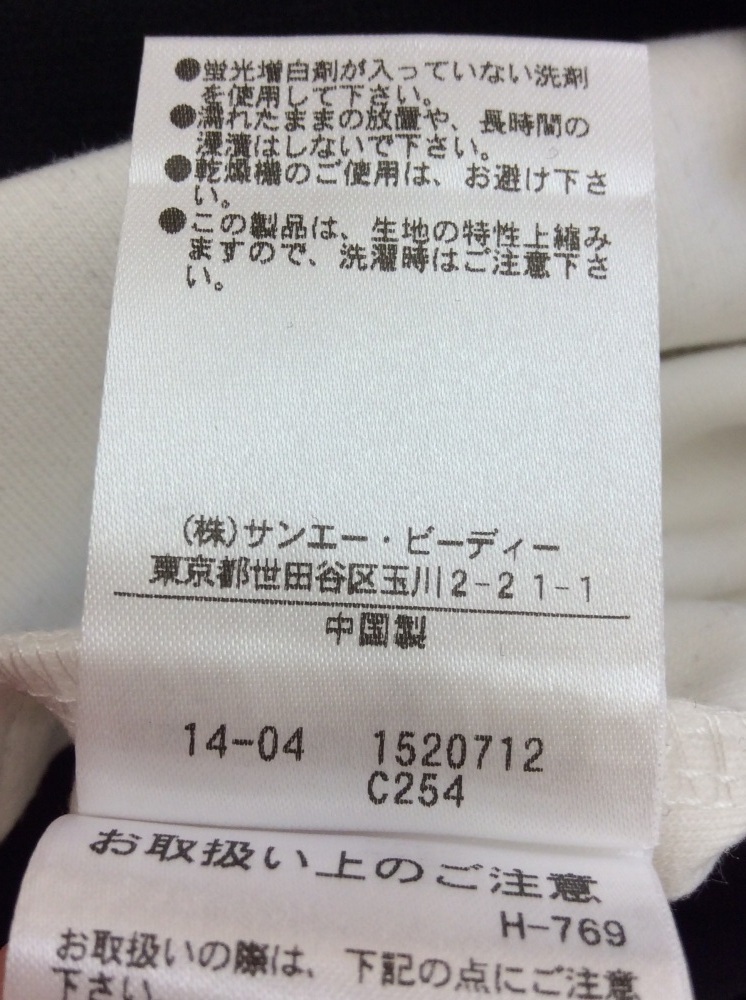 ●蛍光増白剤が入っていない洗剤
を使用して下さい。
●濡れたままの放置や、長時間の
浸漬はしないで下さい。
●乾燥機のご使用は、お避け下さ
い。
●この製品は、生地の特性上縮み
ますので、洗濯時はご注意下さ
い。
(株)サンエー・ビーディー
東京都世田谷区玉川2-21-1
中国製
14-04 1520712
C254
お取扱い上のご注意
H-769
お取扱いの際は、下記の点にご注意
下さい